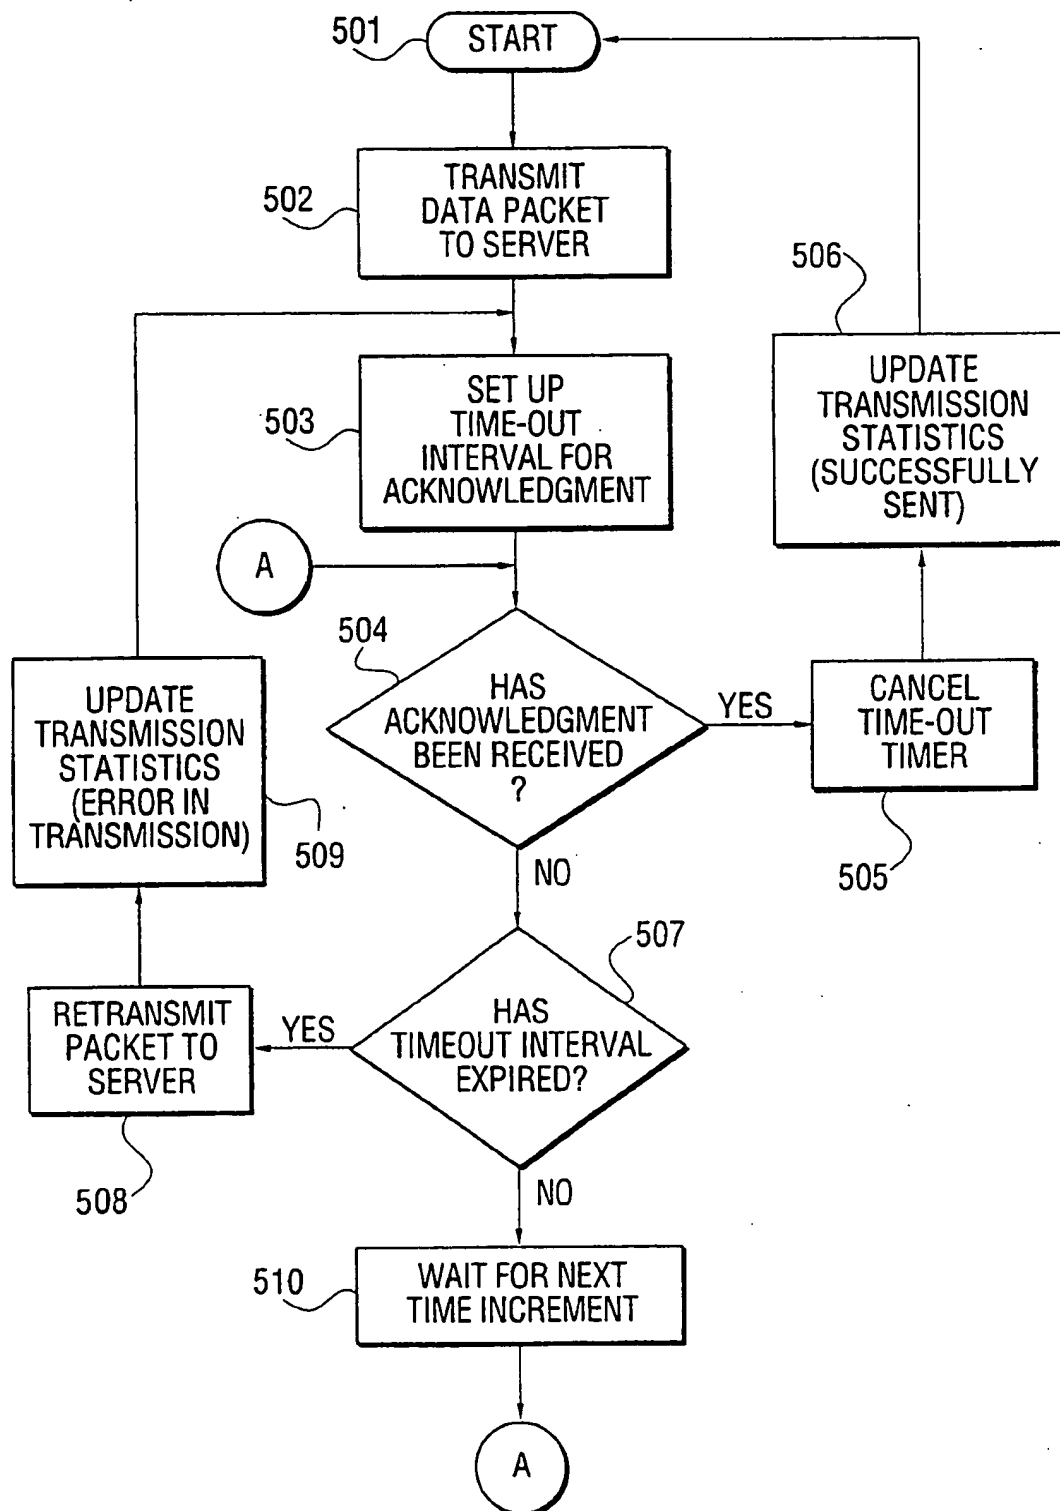 501
START
502
TRANSMIT
DATA PACKET
TO SERVER
503
SET UP
TIME-OUT
INTERVAL FOR
ACKNOWLEDGMENT
506
UPDATE
TRANSMISSION
STATISTICS
(SUCCESSFULLY
SENT)
A
504
HAS
ACKNOWLEDGMENT
BEEN RECEIVED
?
YES
CANCEL
TIME-OUT
TIMER
505
NO
UPDATE
TRANSMISSION
STATISTICS
(ERROR IN
TRANSMISSION)
509
507
HAS
TIMEOUT INTERVAL
EXPIRED?
YES
RETRANSMIT
PACKET TO
SERVER
508
NO
510
WAIT FOR NEXT
TIME INCREMENT
A